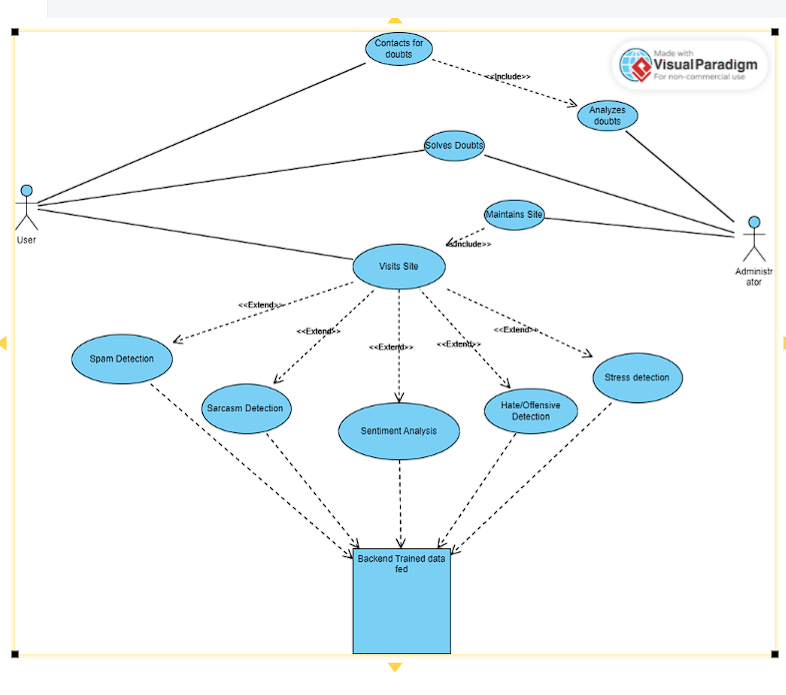 Contacts for
doubts
Made with
VisualParadigm
For non-commercial use
<<Include>>
Analyzes
doubts
Solves Doubts
Maintains Site
User
<<Include>>
Visits Site
Administr
ator
<<Extend>>
<<Extend>>
<<Extend>>
<<Extend>>
<<Extend>>
Spam Detection
Stress detection
Sarcasm Detection
Hate/Offensive
Detection
Sentiment Analysis
Backend Trained data
fed